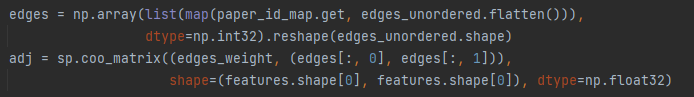 edges = np.array(list(map(paper_id_map.get, edges_unordered.flatten())),
dtype=np.int32).reshape(edges_unordered.shape)
adj = sp.coo_matrix((edges_weight, (edges[:, 0], edges[:, 1])),
shape=(features.shape[0], features.shape[0]), dtype=np.float32)